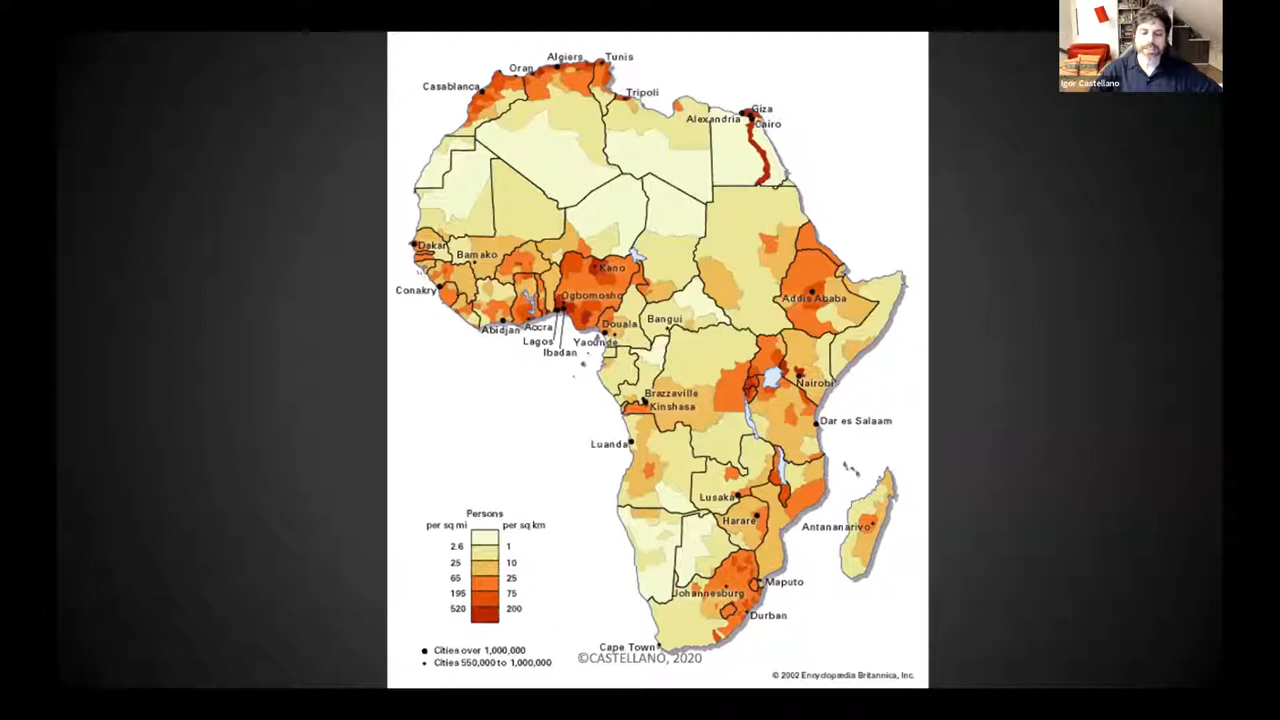 Igor Castellano
Algiers
Tunis
Oran
Casablanca
Tripoli
Giza
Alexandria
Cairo
Dakar
Bamako
Kano
Conakry
Ogbomosho
Addis Ababa
Abidjan
Accra
Lagos
Ibadan
Douala
Yaounde
Bangui
Nairobi
Brazzaville
Kinshasa
Dar es Salaam
Luanda
Lusaka
Harare
Antananarivo
Maputo
Johannesburg
Durban
Cape Town
Persons
per sq mi per sq km
2.6 1
25 10
65 25
195 75
520 200
Cities over 1,000,000
Cities 550,000 to 1,000,000
©CASTELLANO, 2020
© 2002 Encyclopædia Britannica, Inc.